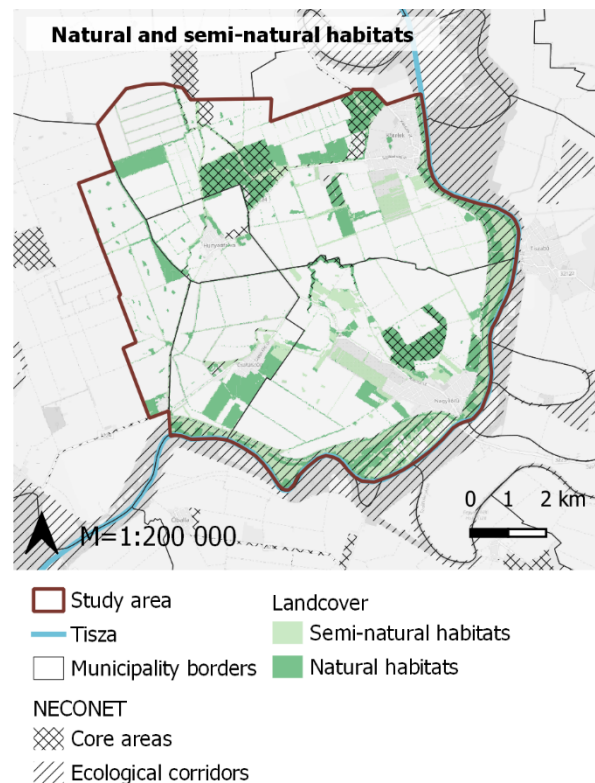 Natural and semi-natural habitats
0 1 2 km
M=1:200 000
Study area
Tisza
Municipality borders
NECONET
Core areas
Ecological corridors
Landcover
Semi-natural habitats
Natural habitats